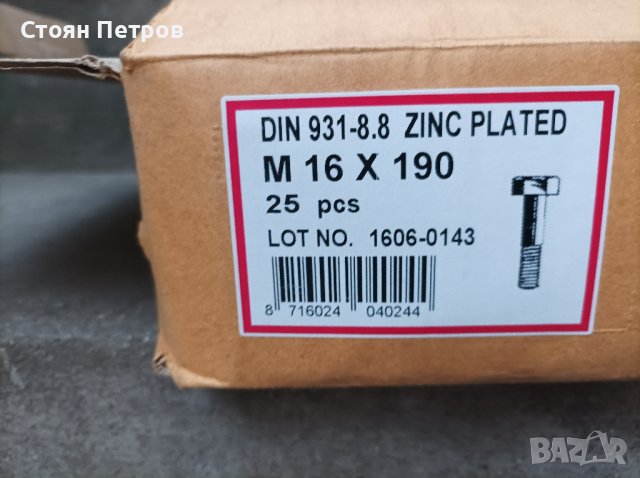 Стоян Петров
DIN 931-8.8 ZINC PLATED
M 16 X 190
25 pcs
LOT NO. 1606-0143
8 716024 040244
BAZAR